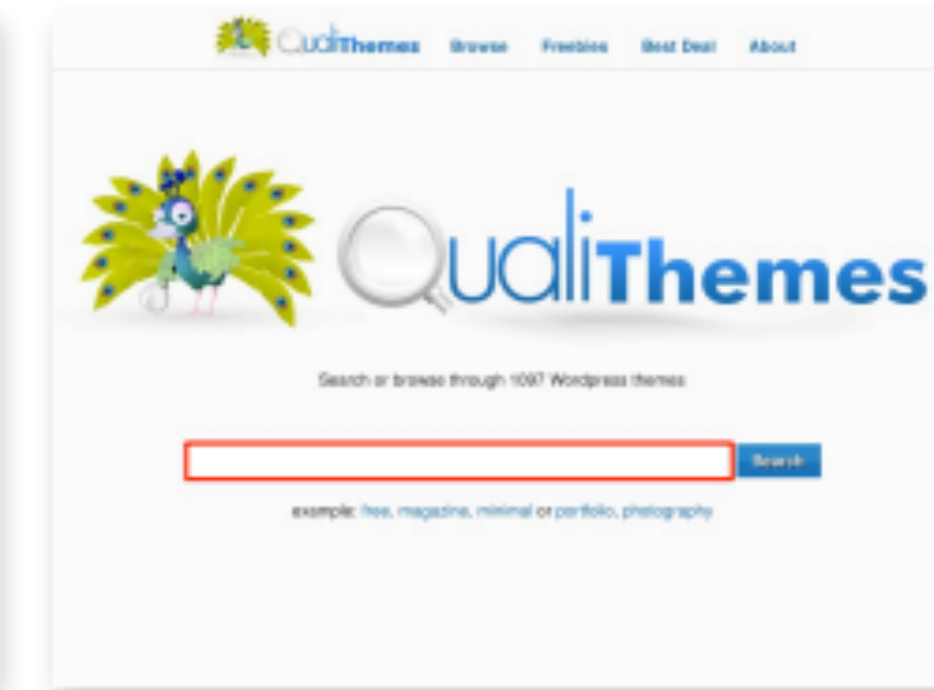 QualiThemes Browse Freebies Best Deal About
QualiThemes
Search or browse through 1097 Wordpress themes
Search
example: free, magazine, minimal or portfolio, photography